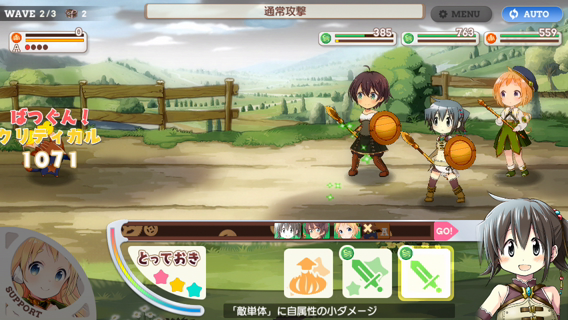 WAVE 2/3 2
通常攻撃
MENU
AUTO
0
A
385
763
559
ばつぐん!
クリティカル
1071
GO!
とっておき
SUPPORT
「敵単体」に自属性の小ダメージ